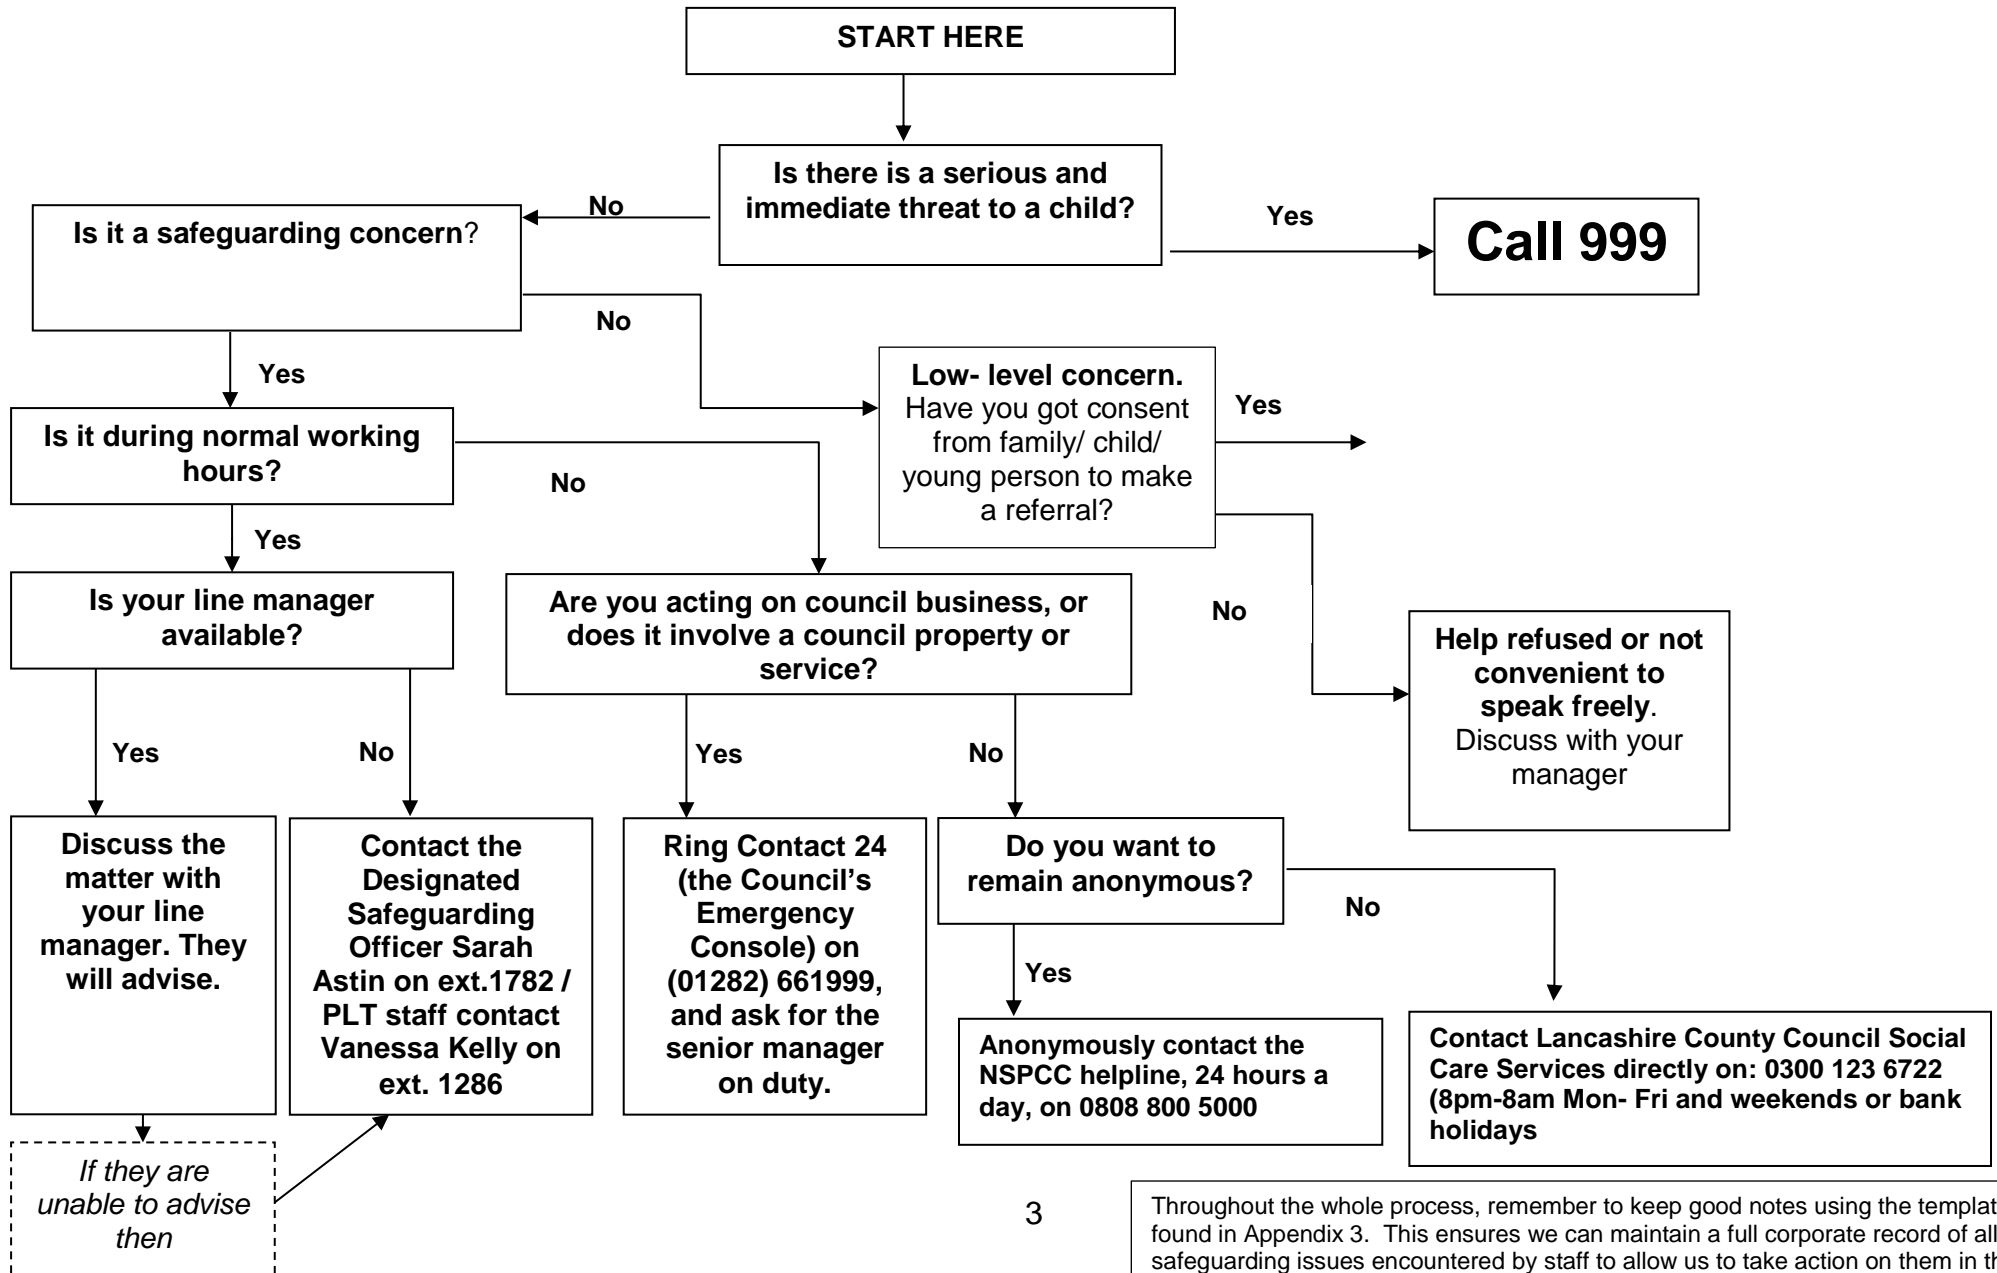 START HERE
Is there is a serious and
immediate threat to a child?
No
Yes
Call 999
Is it a safeguarding concern?
No
Yes
Low- level concern.
Have you got consent
from family/ child/
young person to make
a referral?
Yes
No
Is it during normal working
hours?
No
Yes
Is your line manager
available?
Are you acting on council business, or
does it involve a council property or
service?
Help refused or not
convenient to
speak freely.
Discuss with your
manager
Yes
No
Yes
No
Discuss the
matter with
your line
manager. They
will advise.
Contact the
Designated
Safeguarding
Officer Sarah
Astin on ext.1782 /
PLT staff contact
Vanessa Kelly on
ext. 1286
Ring Contact 24
(the Council’s
Emergency
Console) on
(01282) 661999,
and ask for the
senior manager
on duty.
Do you want to
remain anonymous?
No
Yes
Anonymously contact the
NSPCC helpline, 24 hours a
day, on 0808 800 5000
Contact Lancashire County Council Social
Care Services directly on: 0300 123 6722
(8pm-8am Mon- Fri and weekends or bank
holidays
If they are
unable to advise
then
3
Throughout the whole process, remember to keep good notes using the templat
found in Appendix 3.  This ensures we can maintain a full corporate record of all
safeguarding issues encountered by staff to allow us to take action on them in th